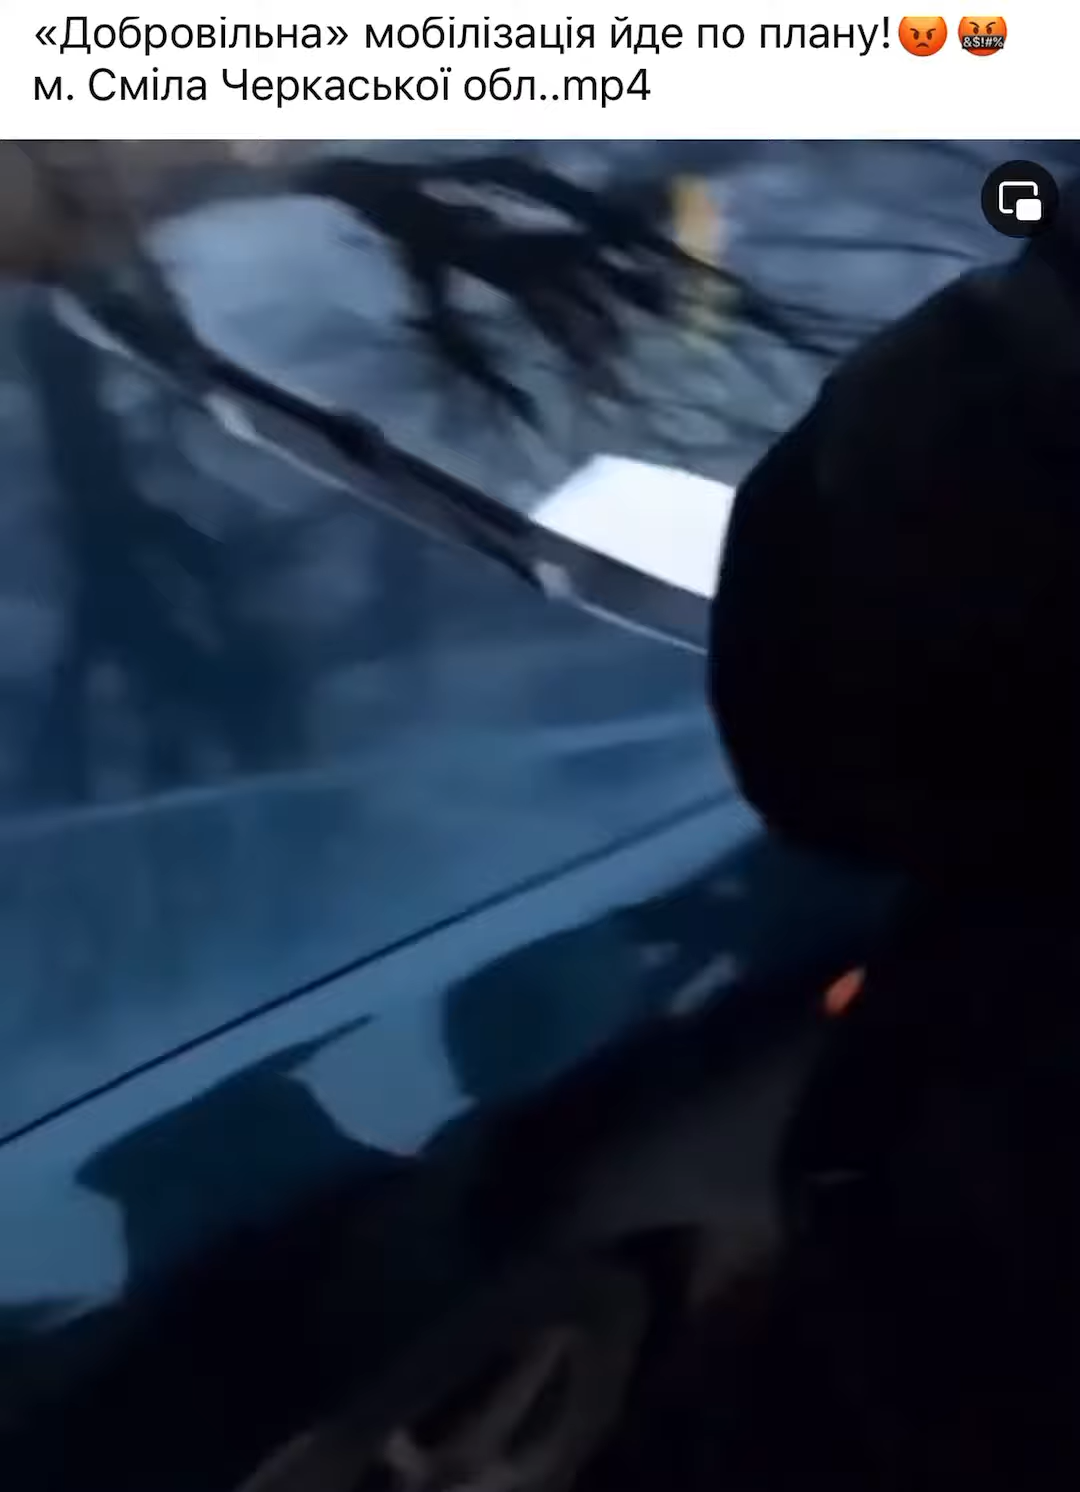 «Добровільна» мобілізація йде по плану!😡🤬
м. Сміла Черкаської обл..mp4